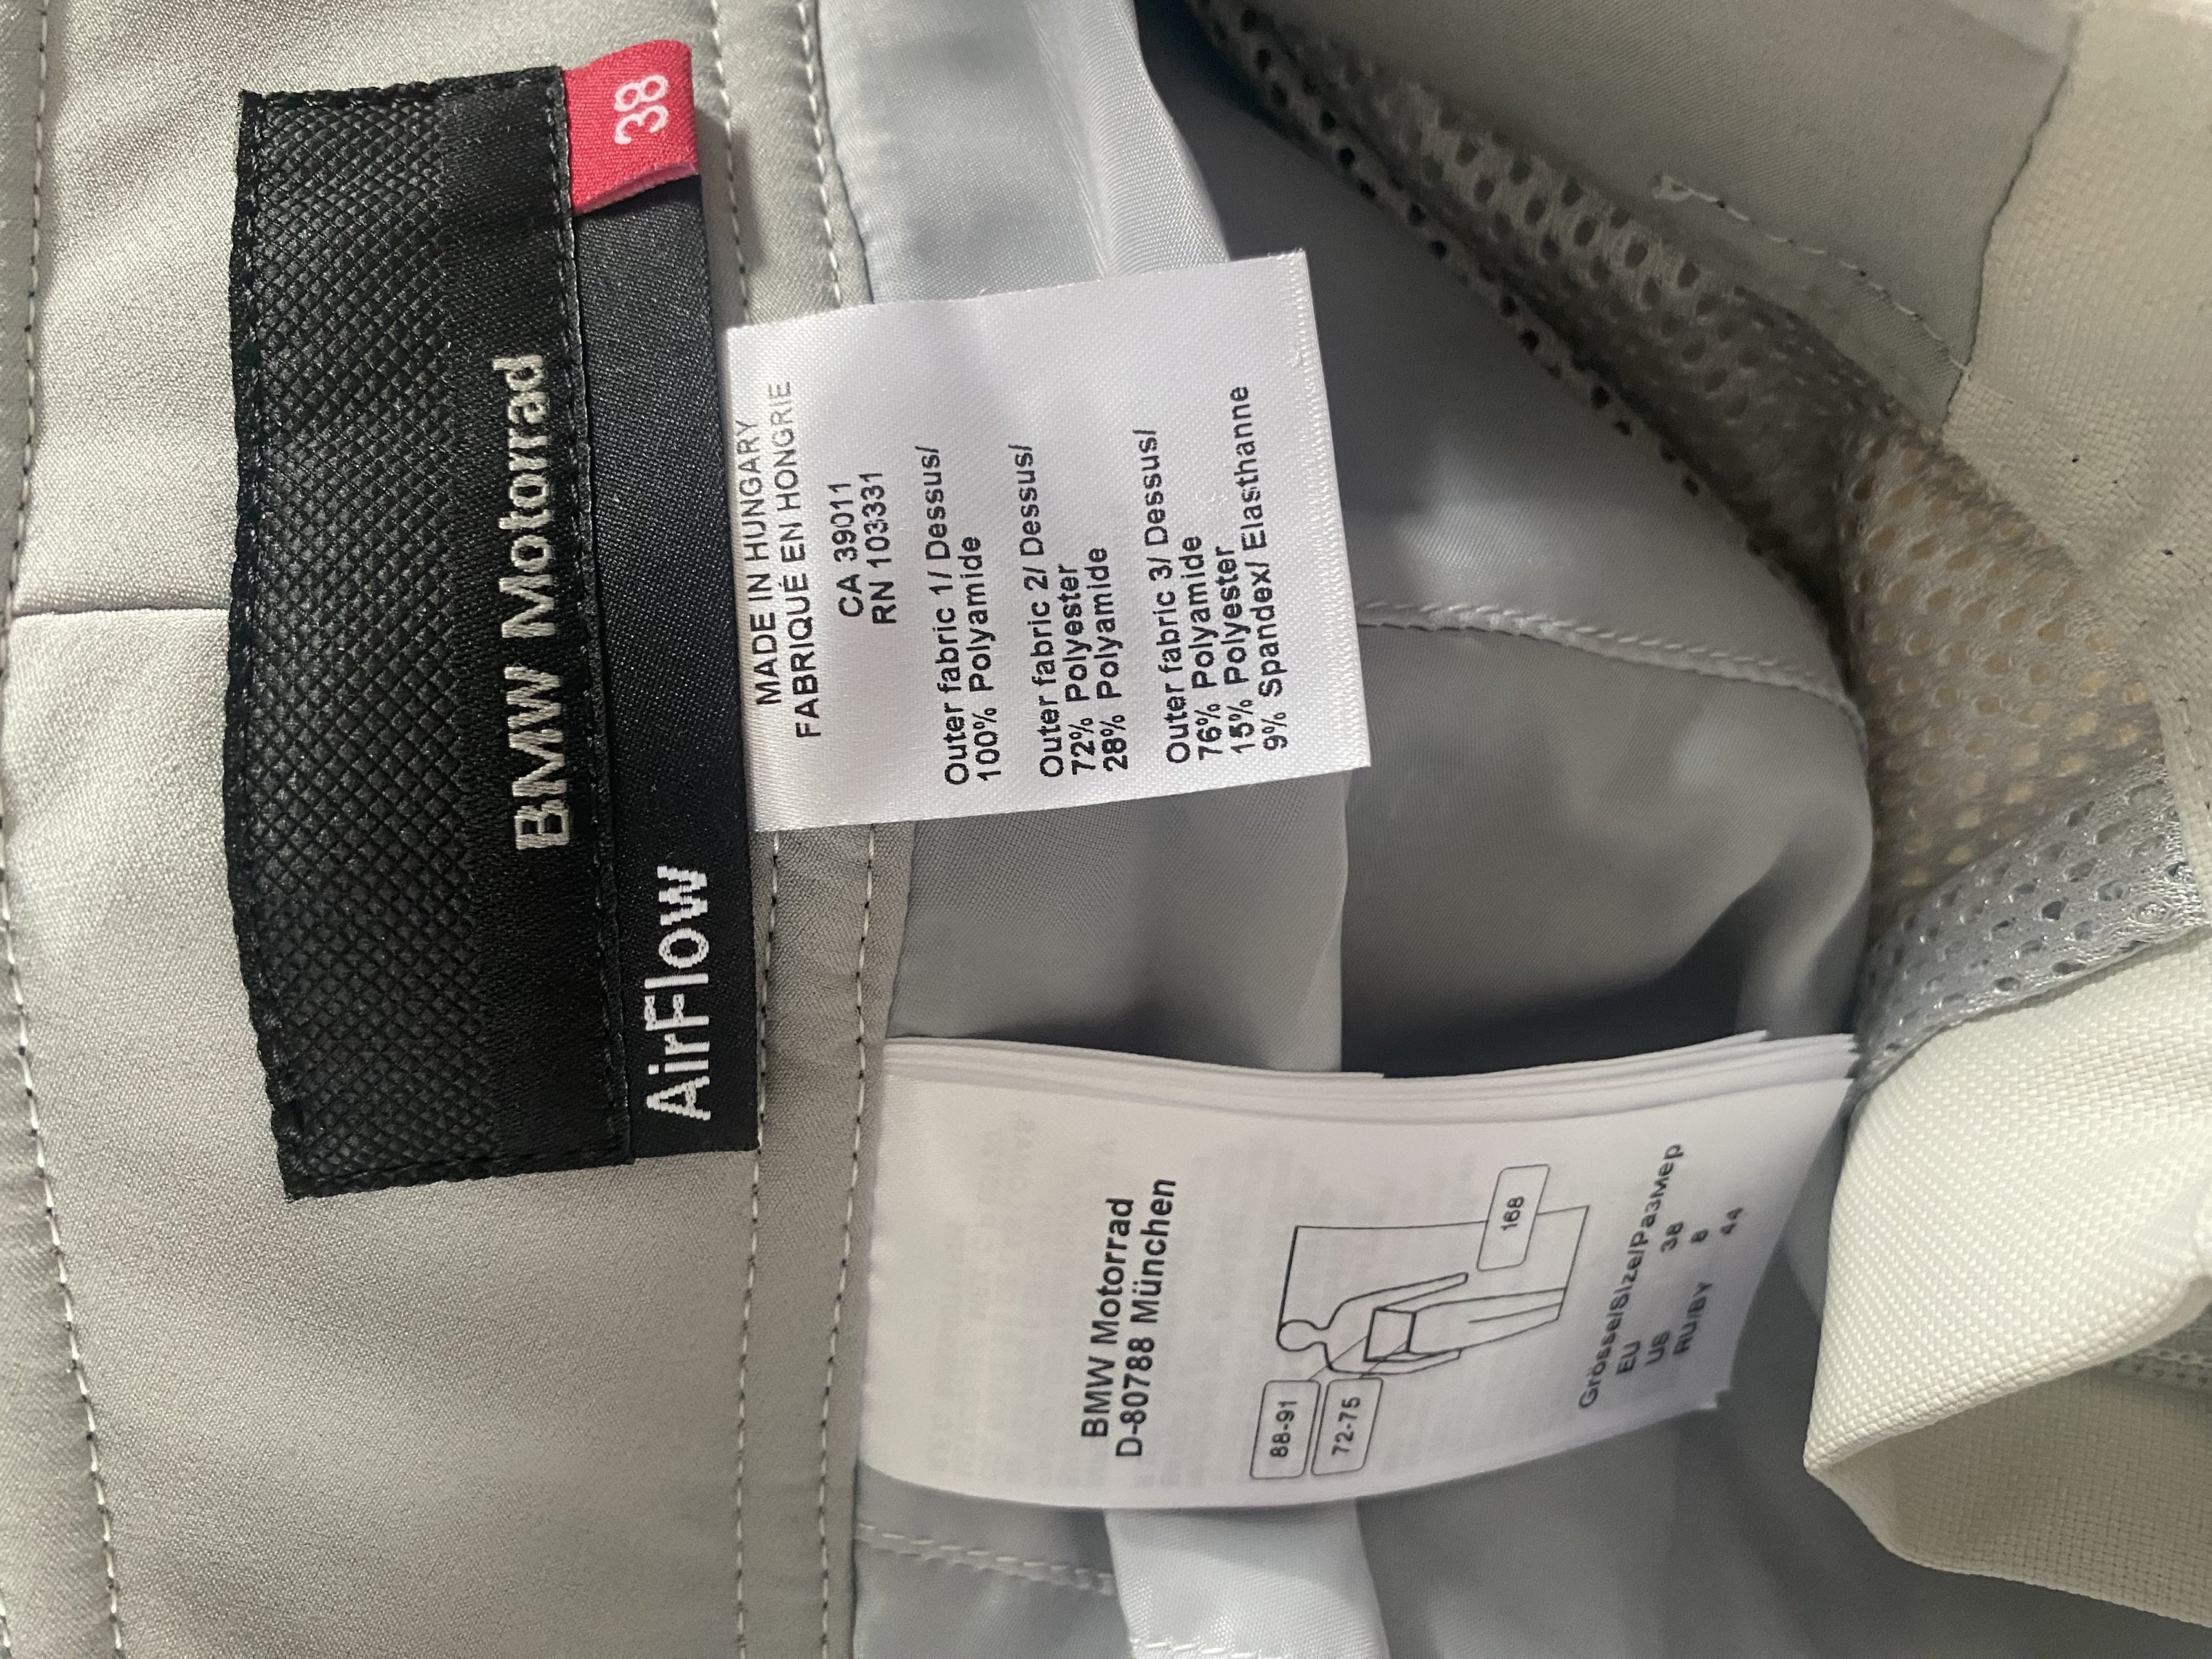 38
BMW Motorrad
AirFlow
MADE IN HUNGARY
FABRIQUÉ EN HONGRIE
CA 39011
RN 103331
Outer fabric 1/ Dessus/
100% Polyamide
Outer fabric 2/ Dessus/
72% Polyester
28% Polyamide
Outer fabric 3/ Dessus/
76% Polyamide
15% Polyester
9% Spandex/ Elasthanne
BMW Motorrad
D-80788 München
88-91
72-75
168
Grösse/Size/Размер
EU 38
US 8
RU/BY 44